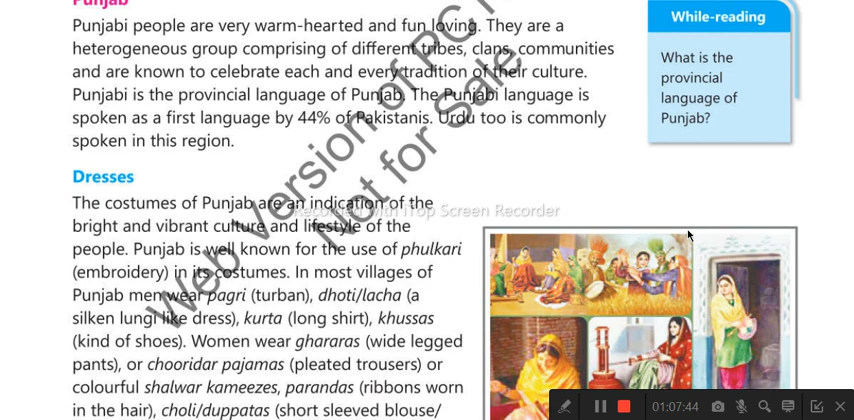 Punjab
Punjabi people are very warm-hearted and fun loving. They are a
heterogeneous group comprising of different tribes, clans, communities
and are known to celebrate each and every tradition of their culture.
Punjabi is the provincial language of Punjab. The Punjabi language is
spoken as a first language by 44% of Pakistanis. Urdu too is commonly
spoken in this region.
While-reading
What is the
provincial
language of
Punjab?
Dresses
The costumes of Punjab are an indication of the
bright and vibrant culture and lifestyle of the
people. Punjab is well known for the use of phulkari
(embroidery) in its costumes. In most villages of
Punjab men wear pagri (turban), dhoti/lacha (a
silken lungi like dress), kurta (long shirt), khussas
(kind of shoes). Women wear ghararas (wide legged
pants), or chooridar pajamas (pleated trousers) or
colourful shalwar kameezes, parandas (ribbons worn
in the hair), choli/duppatas (short sleeved blouse/
Web Version of PCT
Not for Sale
Recorded with iTop Screen Recorder
01:07:44